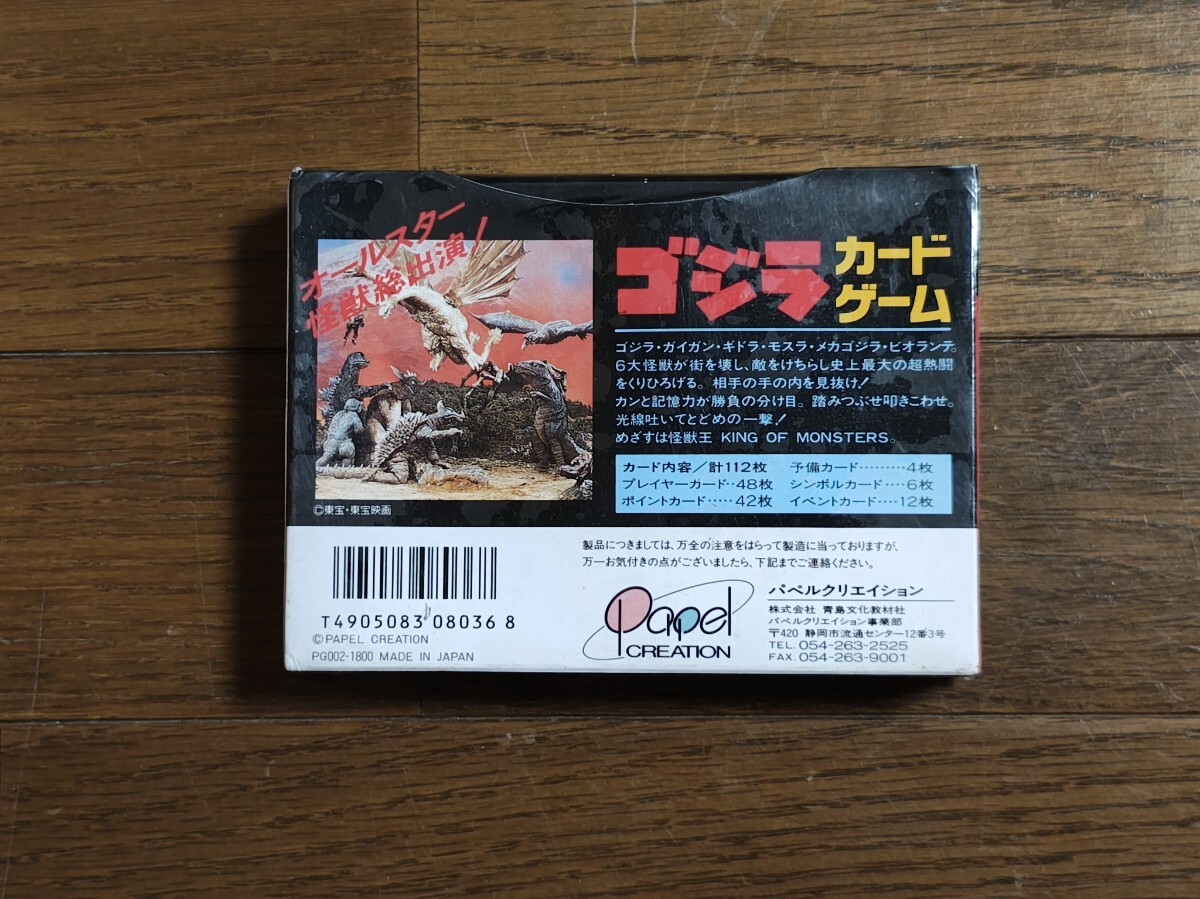 オールスター
怪獣総出演!
ゴジラ
カード
ゲーム
ゴジラ・ガイガン・ギドラ・モスラ・メカゴジラ・ビオランテ。
6大怪獣が街を壊し、敵をけちらし史上最大の超熱闘
をくりひろげる。相手の手の内を見抜け!
カンと記憶力が勝負の分け目。踏みつぶせ叩きこわせ。
光線吐いてとどめの一撃!
めざすは怪獣王 KING OF MONSTERS。
カード内容/計112枚
プレイヤーカード‥48枚
ポイントカード‥‥‥42枚
予備カード………4枚
シンボルカード‥‥6枚
イベントカード‥‥12枚
©東宝・東宝映画
製品につきましては、万全の注意をはらって製造に当っておりますが、
万一お気付きの点がございましたら、下記までご連絡ください。
T4905083 08036 8
©PAPEL CREATION
PG002-1800 MADE IN JAPAN
Papel
CREATION
パペルクリエイション
株式会社 青島文化教材社
パペルクリエイション事業部
〒420 静岡市流通センター12番3号
TEL. 054-263-2525
FAX. 054-263-9001